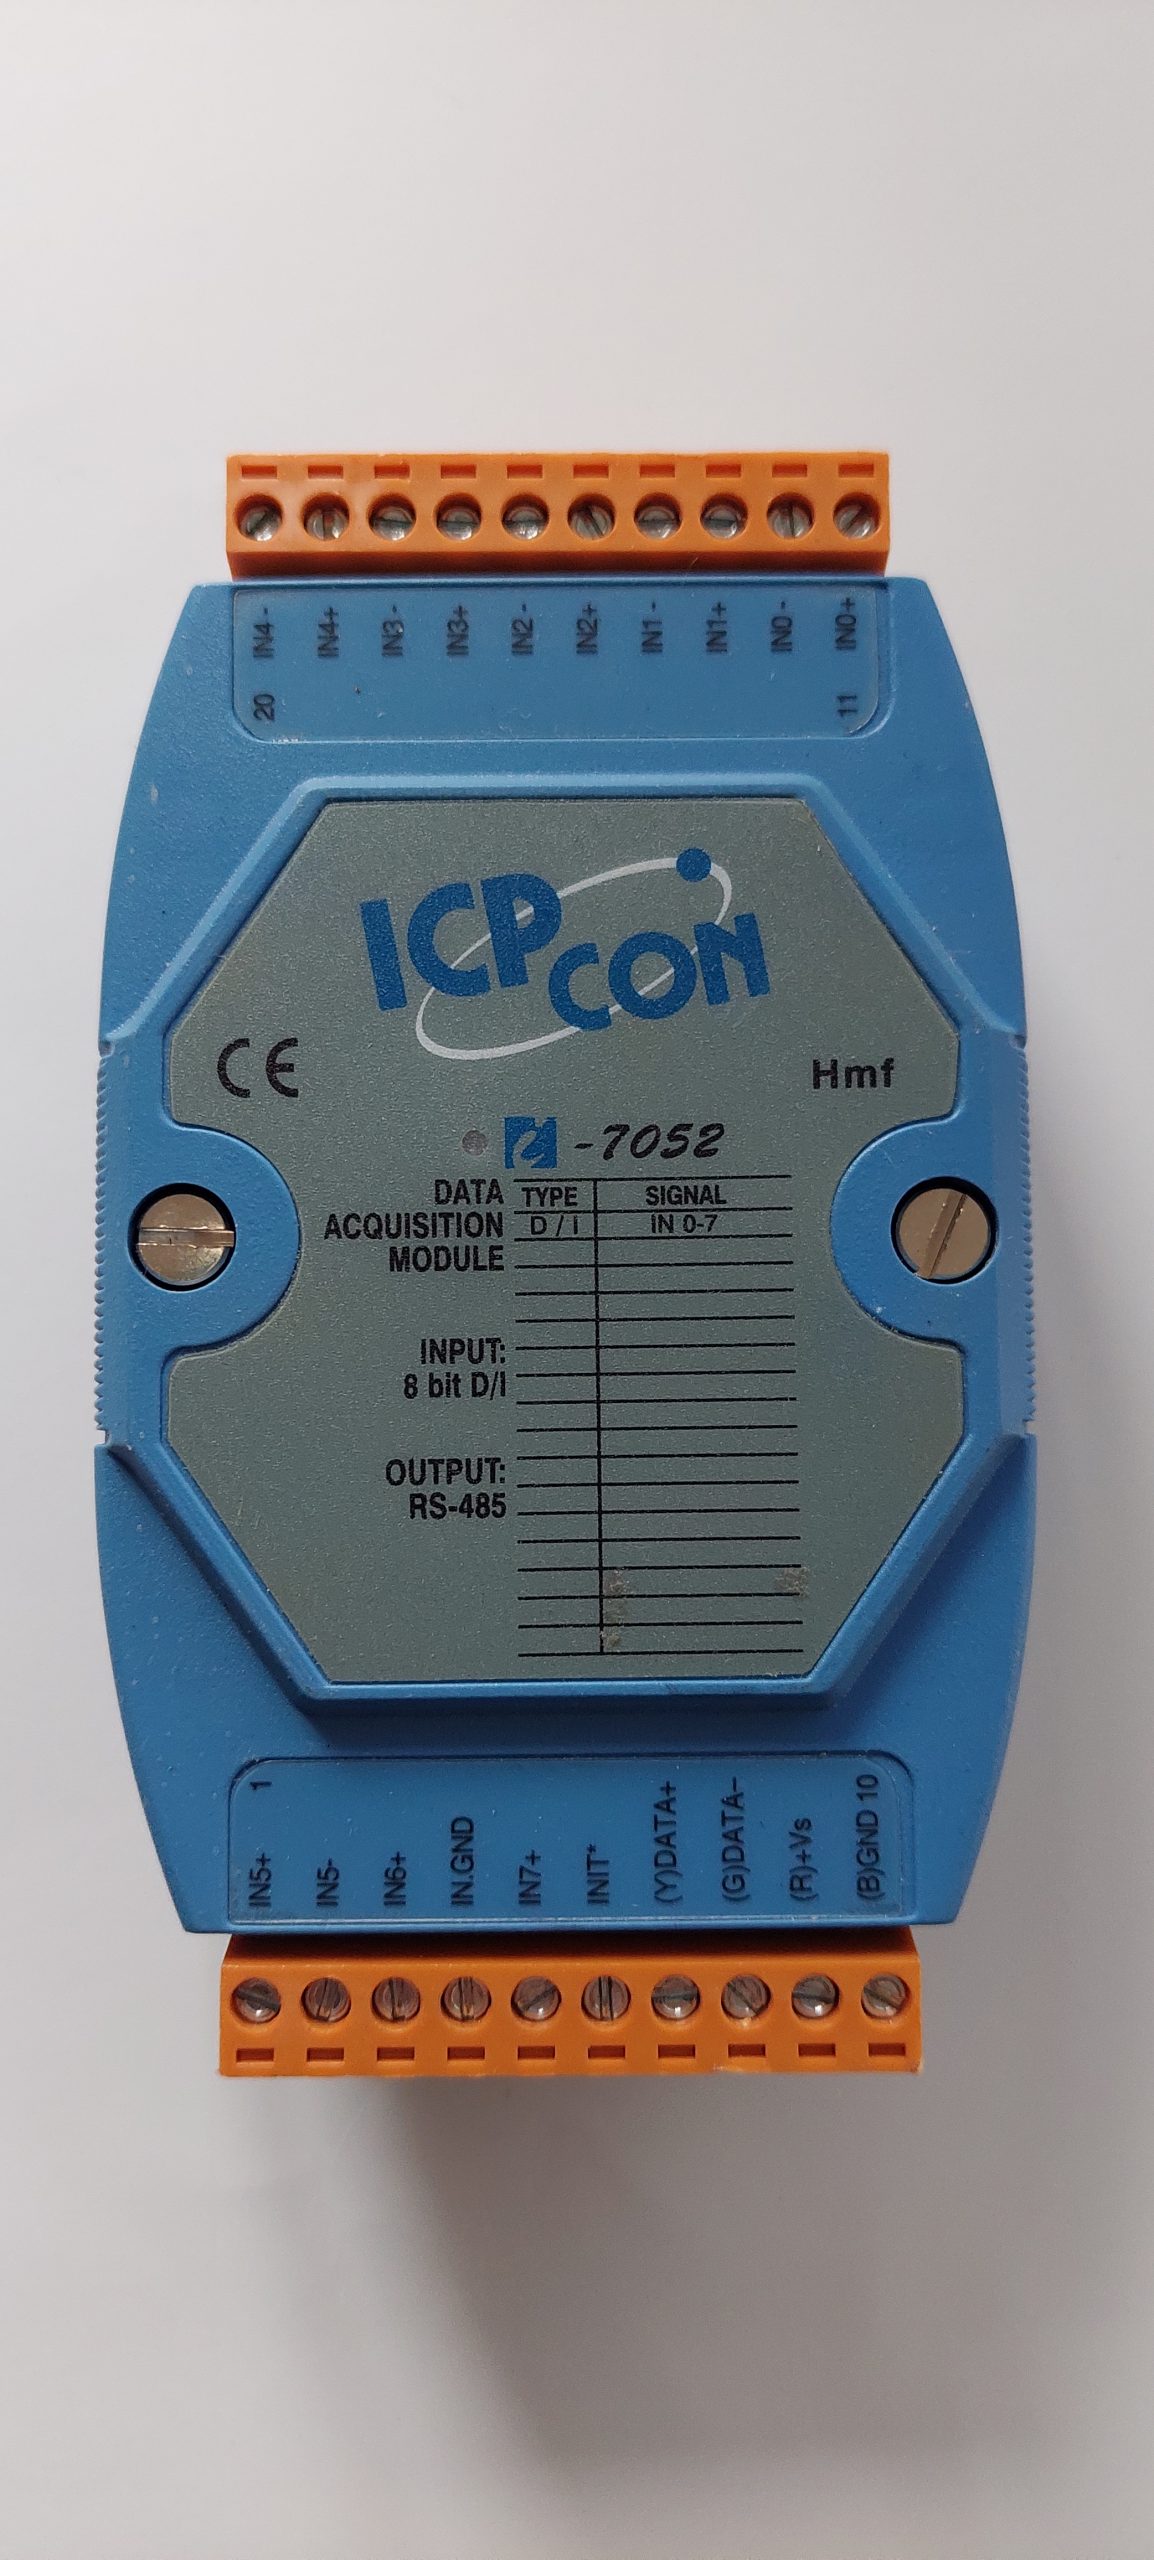 IN4 -
IN4+
IN3 -
IN3+
IN2 -
IN2+
IN1 -
IN1+
IN0 -
IN0+
20
11
ICP CON
CE
Hmf
-7052
DATA
ACQUISITION
MODULE
TYPE SIGNAL
D / I IN 0-7
INPUT:
8 bit D/I
OUTPUT:
RS-485
IN5+ 1
IN5-
IN6+
IN.GND
IN7+
INIT*
(Y)DATA+
(G)DATA-
(R)+Vs
(B)GND 10